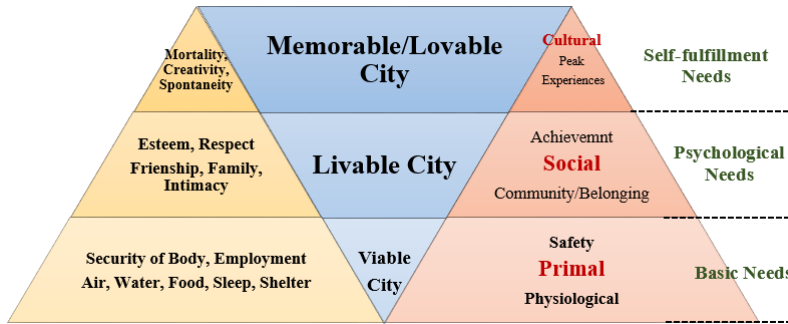 Mortality,
Creativity,
Spontaneity
Memorable/Lovable
City
Cultural
Peak
Experiences
Self-fulfillment
Needs
Esteem, Respect
Frienship, Family,
Intimacy
Livable City
Achievemnt
Social
Community/Belonging
Psychological
Needs
Security of Body, Employment
Air, Water, Food, Sleep, Shelter
Viable
City
Safety
Primal
Physiological
Basic Needs